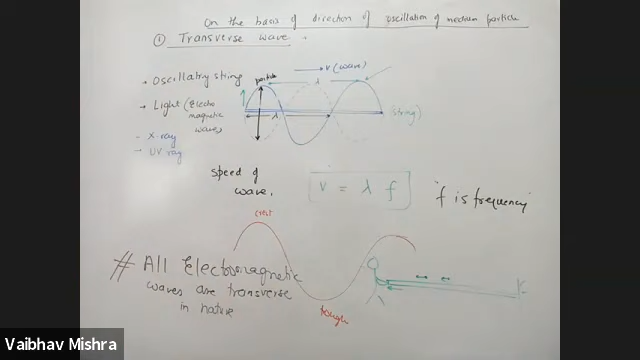 On the basis of direction of oscillation of medium particle
① Transverse wave .
→ Oscillatry string
→ Light (Electro
magnetic
waves)
- X-ray
→ UV ray
particle
→ v (wave)
λ
λ
(string)
speed of
wave.
v = λ f
"f is frequency"
crest
trough
# All Electromagnetic
waves are transverse
in nature
Vaibhav Mishra